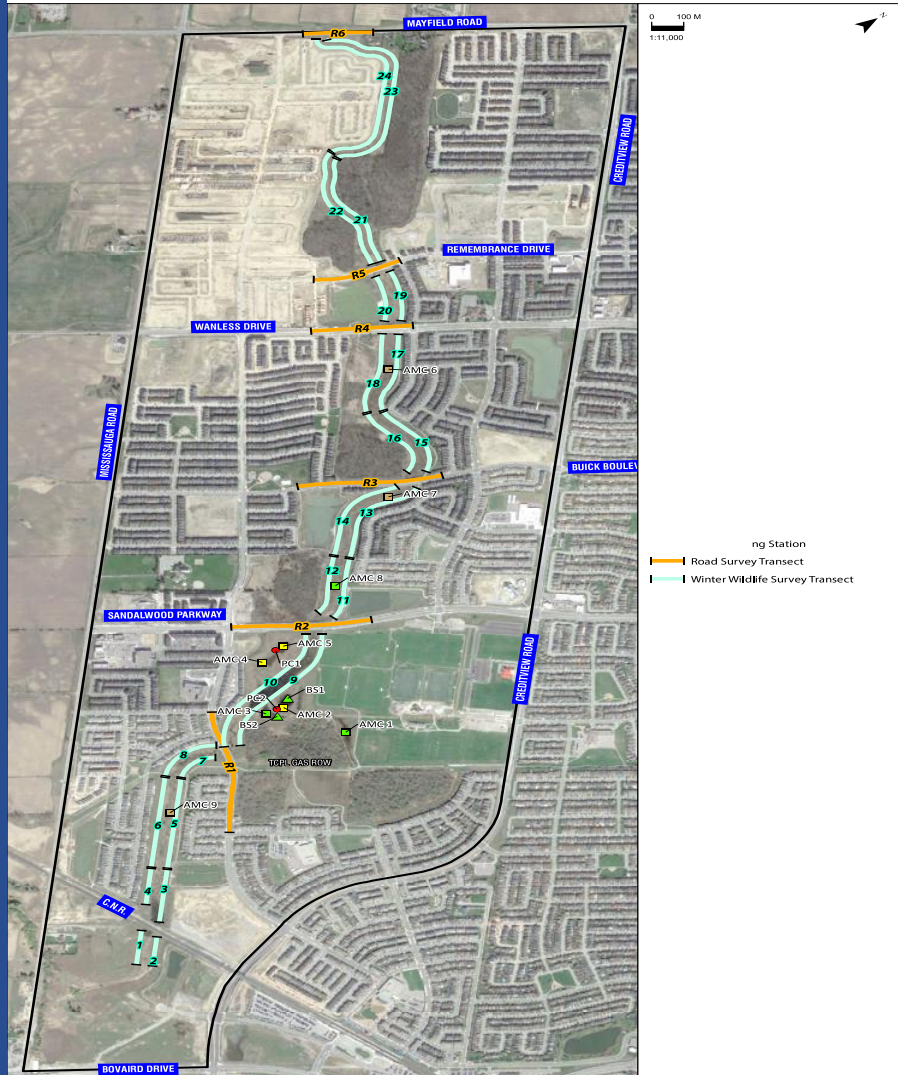 MAYFIELD ROAD
0 100 M
1:11,000
Z
R6
24
23
CREDITVIEW ROAD
22
21
REMEMBRANCE DRIVE
R5
19
20
WANLESS DRIVE
R4
17
AMC 6
18
16
15
MISSISSAUGA ROAD
BUICK BOULEV
R3
AMC 7
13
14
ng Station
Road Survey Transect
12
AMC 8
Winter Wildlife Survey Transect
11
SANDALWOOD PARKWAY
R2
AMC 5
AMC 4
PC1
CREDITVIEW ROAD
10
9
BS1
PC2
AMC 3
AMC 2
BS2
AMC 1
8
7
R1
TCPL GAS ROW
AMC 9
6
5
4
3
C.N.R.
1
2
BOVAIRD DRIVE